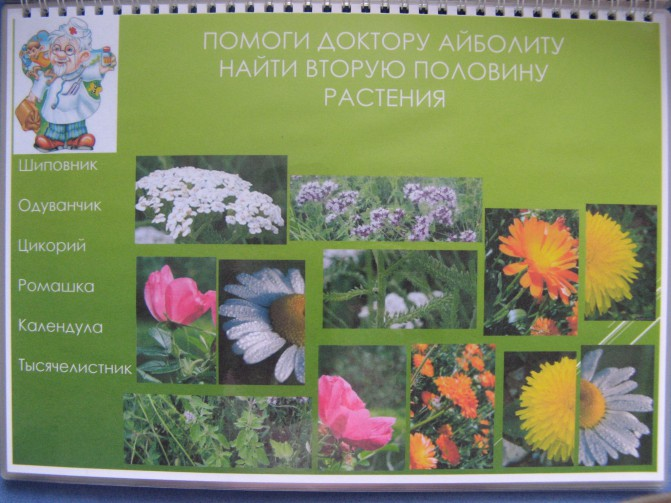 ПОМОГИ ДОКТОРУ АЙБОЛИТУ
НАЙТИ ВТОРУЮ ПОЛОВИНУ
РАСТЕНИЯ
Шиповник
Одуванчик
Цикорий
Ромашка
Календула
Тысячелистник